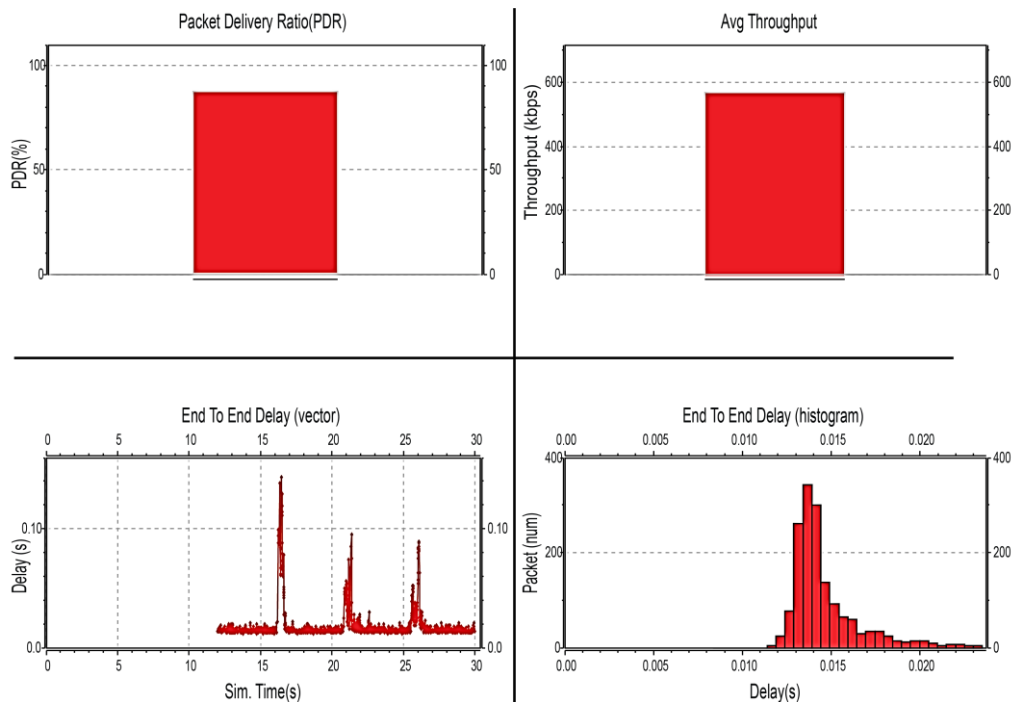 Packet Delivery Ratio(PDR)
100 100
PDR(%)
50 50
0 0
Avg Throughput
600 600
Throughput (kbps)
400 400
200 200
0 0
End To End Delay (vector)
0 5 10 15 20 25 30
0.10 0.10
Delay (s)
0.0 0.0
0 5 10 15 20 25 30
Sim. Time(s)
End To End Delay (histogram)
0.00 0.005 0.010 0.015 0.020
400 400
Packet (num)
200 200
0 0
0.00 0.005 0.010 0.015 0.020
Delay(s)